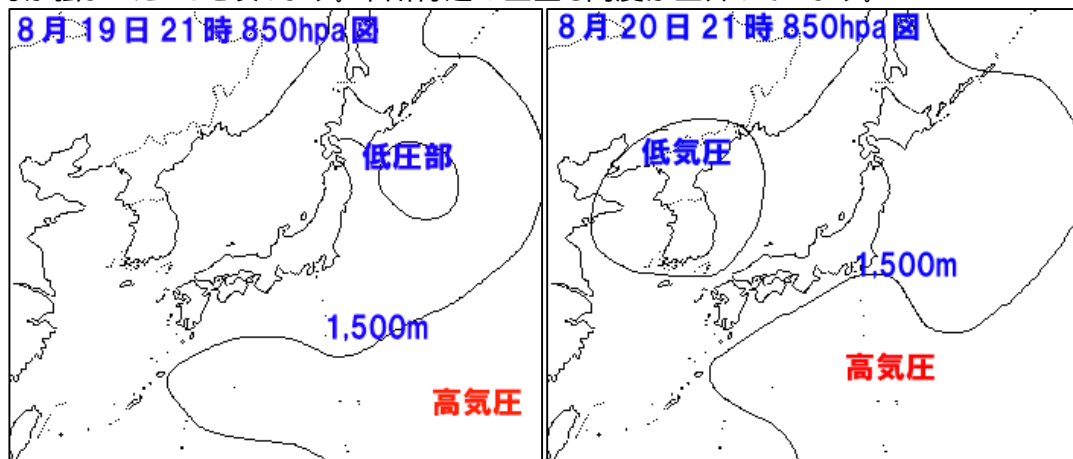 8月19日21時 850hpa図
低圧部
1,500m
高気圧
8月20日21時 850hpa図
低気圧
1,500m
高気圧